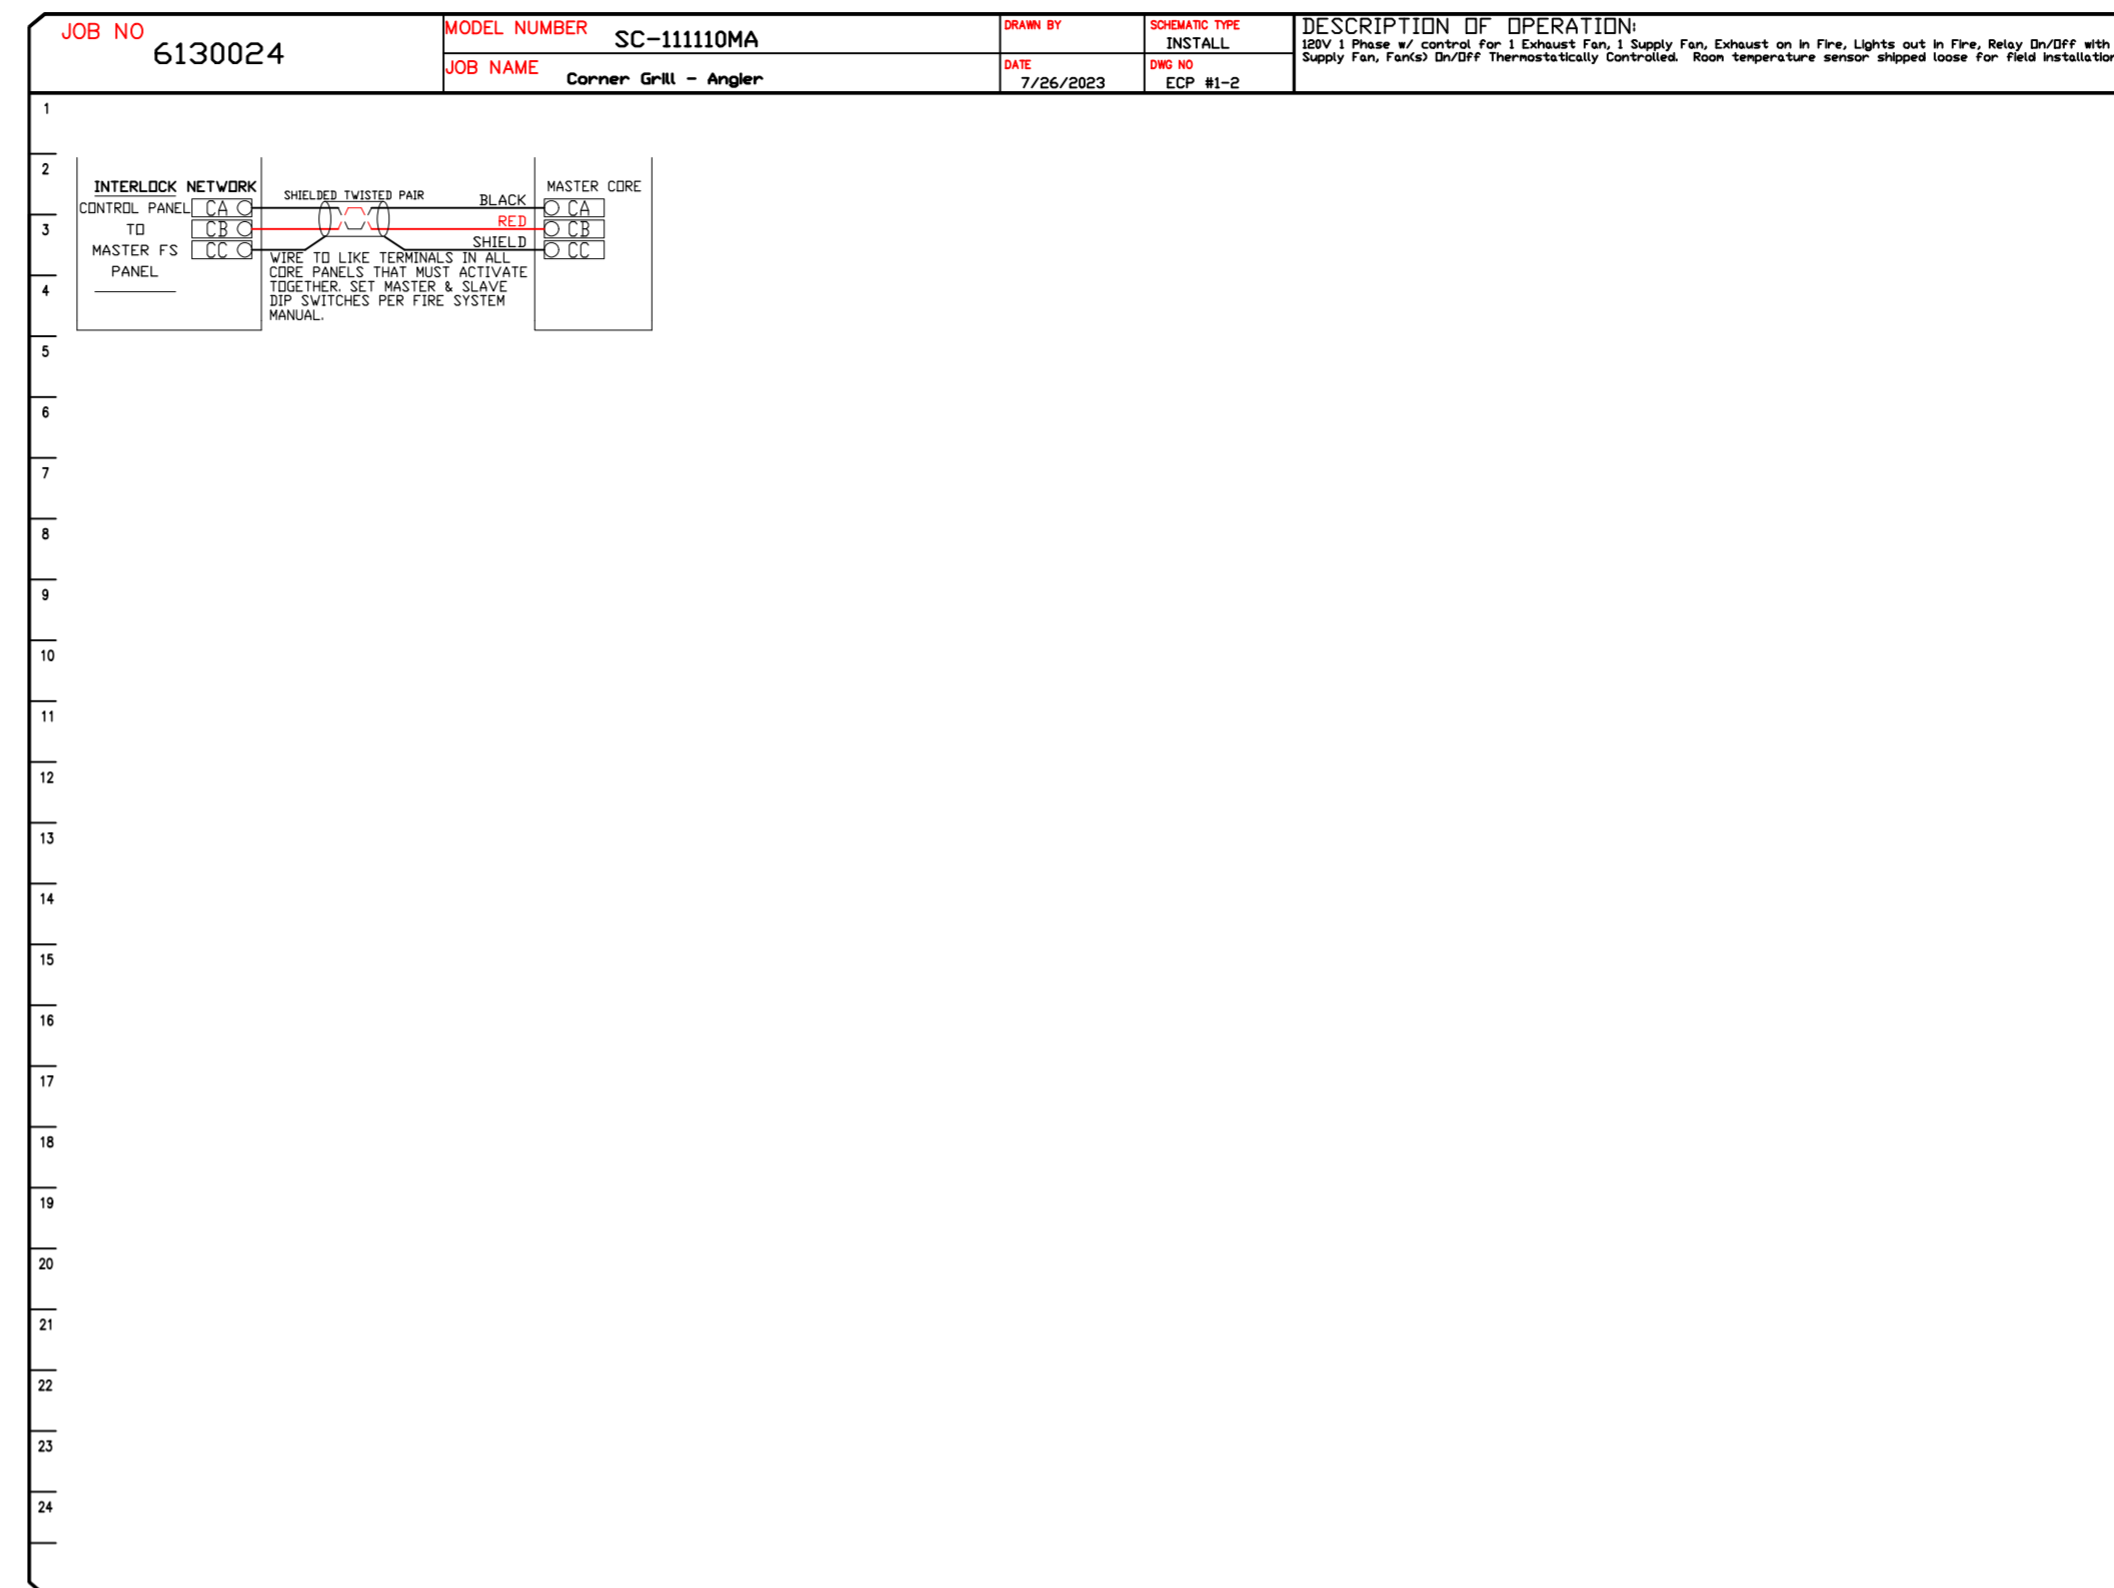 JOB NO
6130024
MODEL NUMBER
SC-111110MA
JOB NAME
Corner Grill - Angler
DRAWN BY
SCHEMATIC TYPE
INSTALL
DATE
7/26/2023
DWG NO
ECP #1-2
DESCRIPTION OF OPERATION:
120V 1 Phase w/ control for 1 Exhaust Fan, 1 Supply Fan, Exhaust on in Fire, Lights out in Fire, Relay On/Off with
Supply Fan, Fan(s) On/Off Thermostatically Controlled. Room temperature sensor shipped loose for field installation
1
2
INTERLOCK NETWORK
CONTROL PANEL
TO
MASTER FS
PANEL
CA
CB
CC
SHIELDED TWISTED PAIR
BLACK
RED
SHIELD
WIRE TO LIKE TERMINALS IN ALL
CORE PANELS THAT MUST ACTIVATE
TOGETHER. SET MASTER & SLAVE
DIP SWITCHES PER FIRE SYSTEM
MANUAL.
MASTER CORE
CA
CB
CC
3
4
5
6
7
8
9
10
11
12
13
14
15
16
17
18
19
20
21
22
23
24